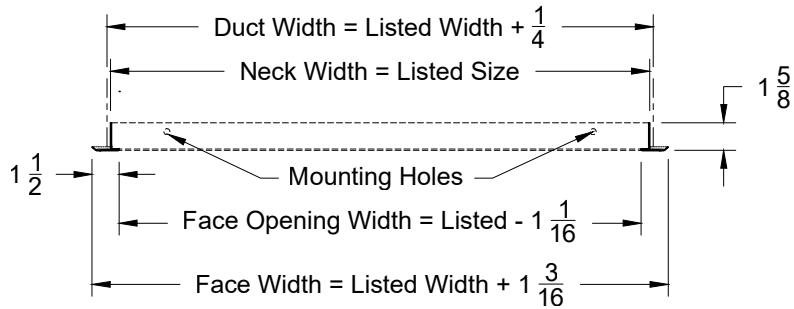 Duct Width = Listed Width + 1/4
Neck Width = Listed Size
1 5/8
1 1/2
Mounting Holes
Face Opening Width = Listed - 1 1/16
Face Width = Listed Width + 1 3/16